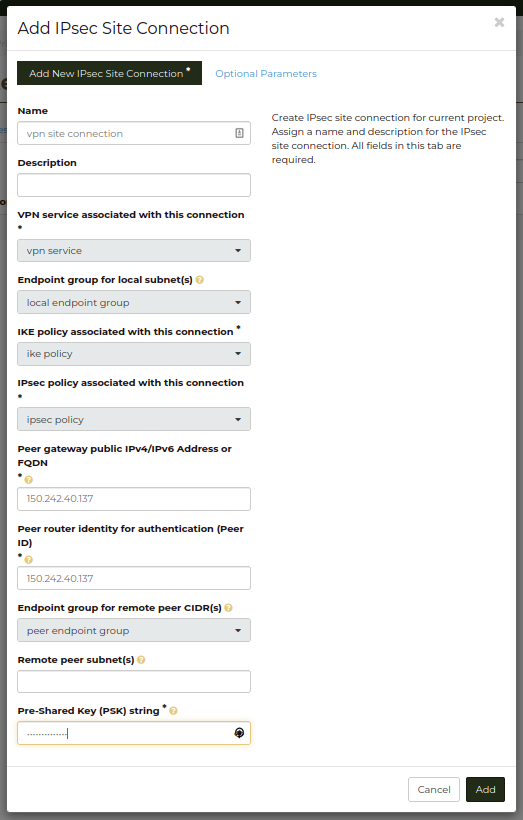 Add IPsec Site Connection
×
Add New IPsec Site Connection *
Optional Parameters
Name
vpn site connection
Create IPsec site connection for current project.
Assign a name and description for the IPsec
site connection. All fields in this tab are
required.
Description
VPN service associated with this connection
*
vpn service
Endpoint group for local subnet(s)
local endpoint group
IKE policy associated with this connection *
ike policy
IPsec policy associated with this connection
*
ipsec policy
Peer gateway public IPv4/IPv6 Address or
FQDN
*
150.242.40.137
Peer router identity for authentication (Peer
ID)
*
150.242.40.137
Endpoint group for remote peer CIDR(s)
peer endpoint group
Remote peer subnet(s)
Pre-Shared Key (PSK) string *
··············
Cancel
Add